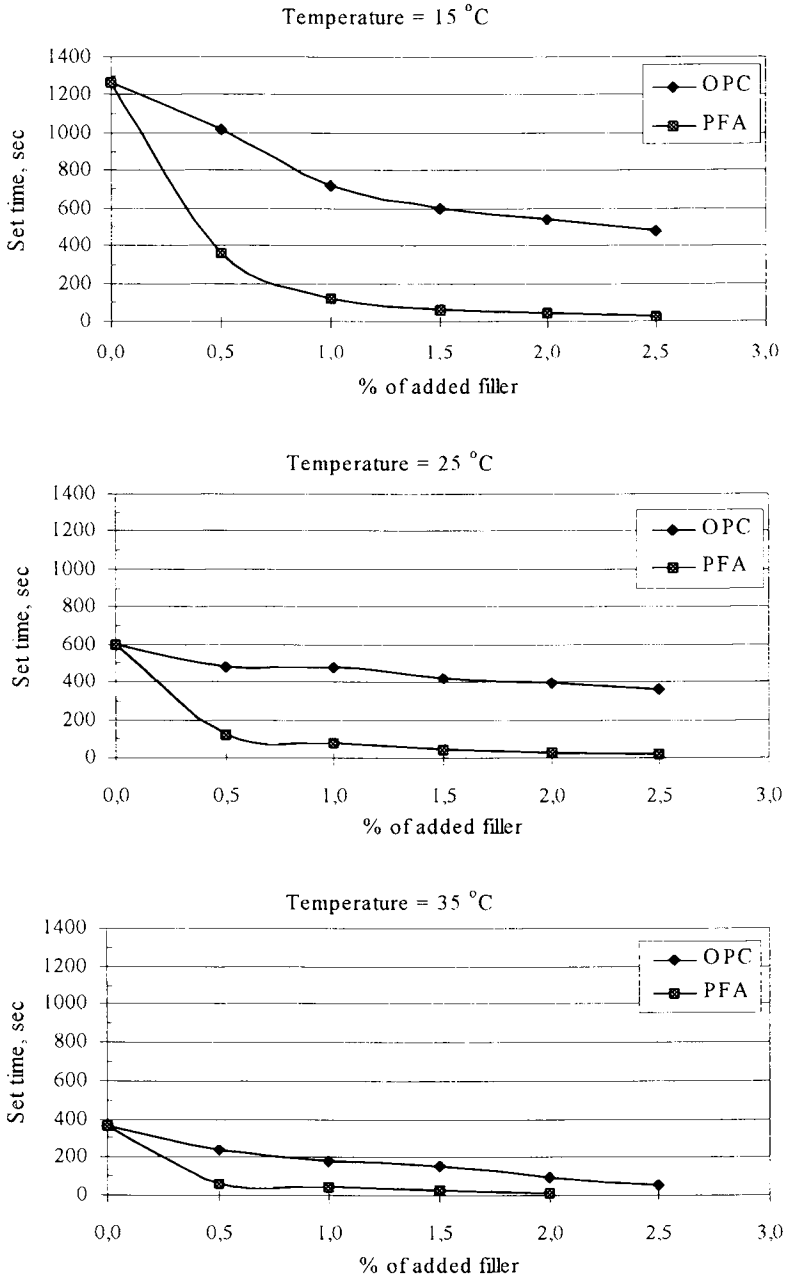 Temperature = 15 °C
1400
1200
1000
800
600
400
200
0
Set time, sec
OPC
PFA
0,0 0,5 1,0 1,5 2,0 2,5 3,0
% of added filler
Temperature = 25 °C
1400
1200
1000
800
600
400
200
0
Set time, sec
OPC
PFA
0,0 0,5 1,0 1,5 2,0 2,5 3,0
% of added filler
Temperature = 35 °C
1400
1200
1000
800
600
400
200
0
Set time, sec
OPC
PFA
0,0 0,5 1,0 1,5 2,0 2,5 3,0
% of added filler